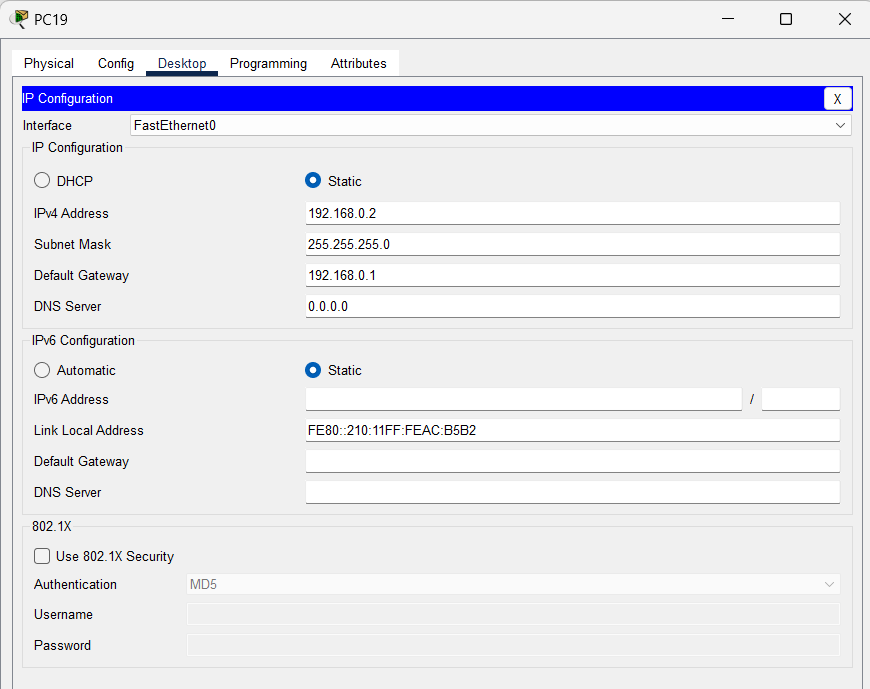 PC19
Physical Config Desktop Programming Attributes
IP Configuration X
Interface FastEthernet0
IP Configuration
DHCP Static
IPv4 Address 192.168.0.2
Subnet Mask 255.255.255.0
Default Gateway 192.168.0.1
DNS Server 0.0.0.0
IPv6 Configuration
Automatic Static
IPv6 Address /
Link Local Address FE80::210:11FF:FEAC:B5B2
Default Gateway
DNS Server
802.1X
Use 802.1X Security
Authentication MD5
Username
Password